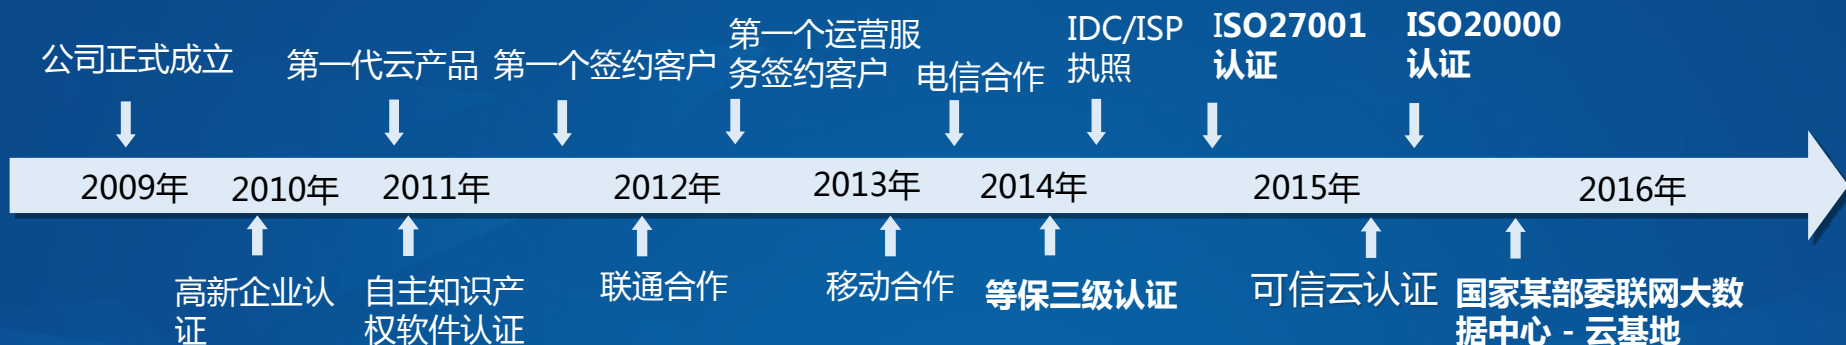 公司正式成立
第一代云产品
第一个签约客户
第一个运营服
务签约客户
电信合作
IDC/ISP
执照
ISO27001
认证
ISO20000
认证
2009年
2010年
2011年
2012年
2013年
2014年
2015年
2016年
高新企业认
证
自主知识产
权软件认证
联通合作
移动合作
等保三级认证
可信云认证
国家某部委联网大数
据中心 - 云基地